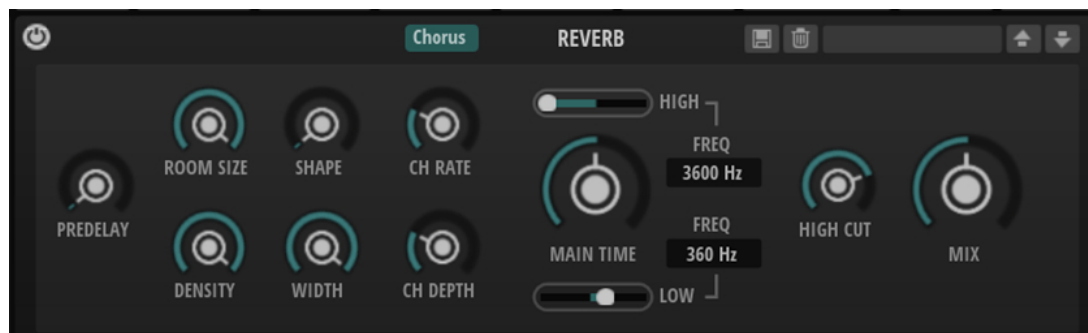 Chorus
REVERB
PREDELAY
ROOM SIZE
SHAPE
CH RATE
DENSITY
WIDTH
CH DEPTH
HIGH
MAIN TIME
FREQ
3600 Hz
FREQ
360 Hz
LOW
HIGH CUT
MIX